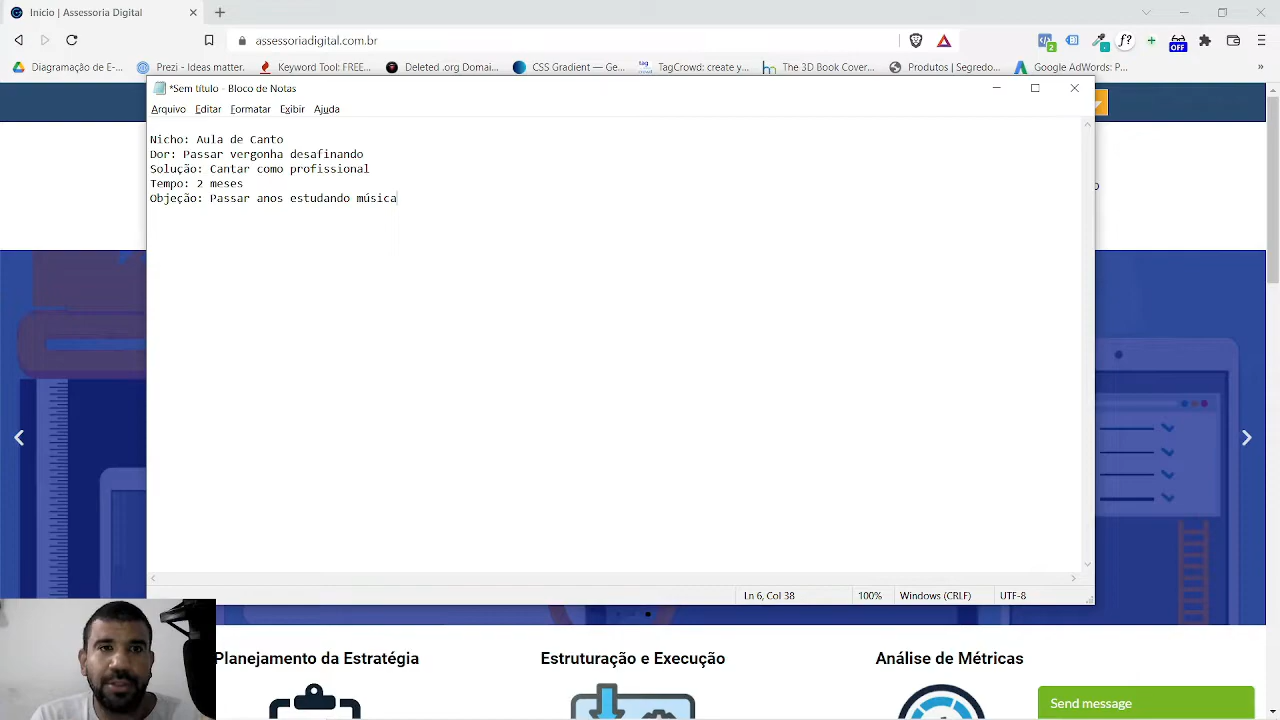 Início | Assessoria Digital
assessoriadigital.com.br
Diagramação de E-...
Prezi - Ideas matter.
Keyword Tool: FREE...
Deleted .org Domai...
CSS Gradient — Ge...
TagCrowd: create y...
The 3D Book Cover...
Produtos | Segredo...
Google AdWords: P...
»
*Sem título - Bloco de Notas
Arquivo Editar Formatar Exibir Ajuda
Nicho: Aula de Canto
Dor: Passar vergonha desafinando
Solução: Cantar como profissional
Tempo: 2 meses
Objeção: Passar anos estudando música
Ln 6, Col 38 100% Windows (CRLF) UTF-8
Planejamento da Estratégia
Estruturação e Execução
Análise de Métricas
Send message